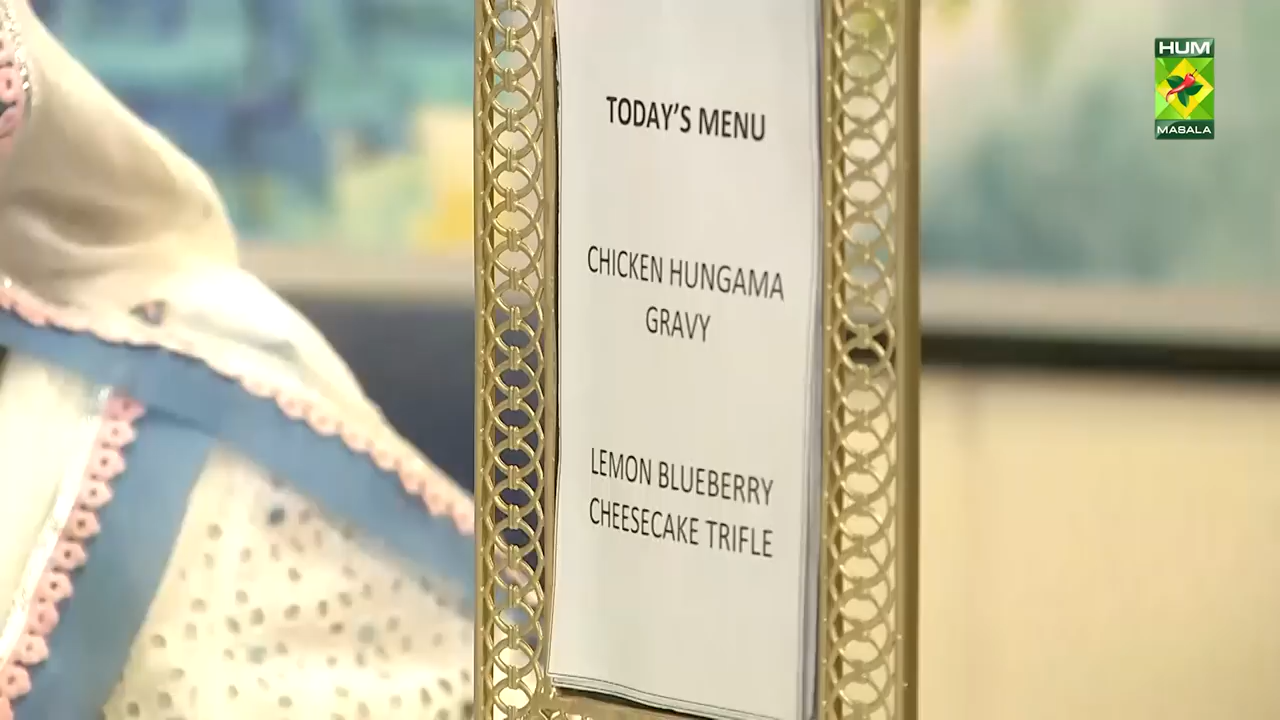 HUM
MASALA
TODAY'S MENU
CHICKEN HUNGAMA
GRAVY
LEMON BLUEBERRY
CHEESECAKE TRIFLE